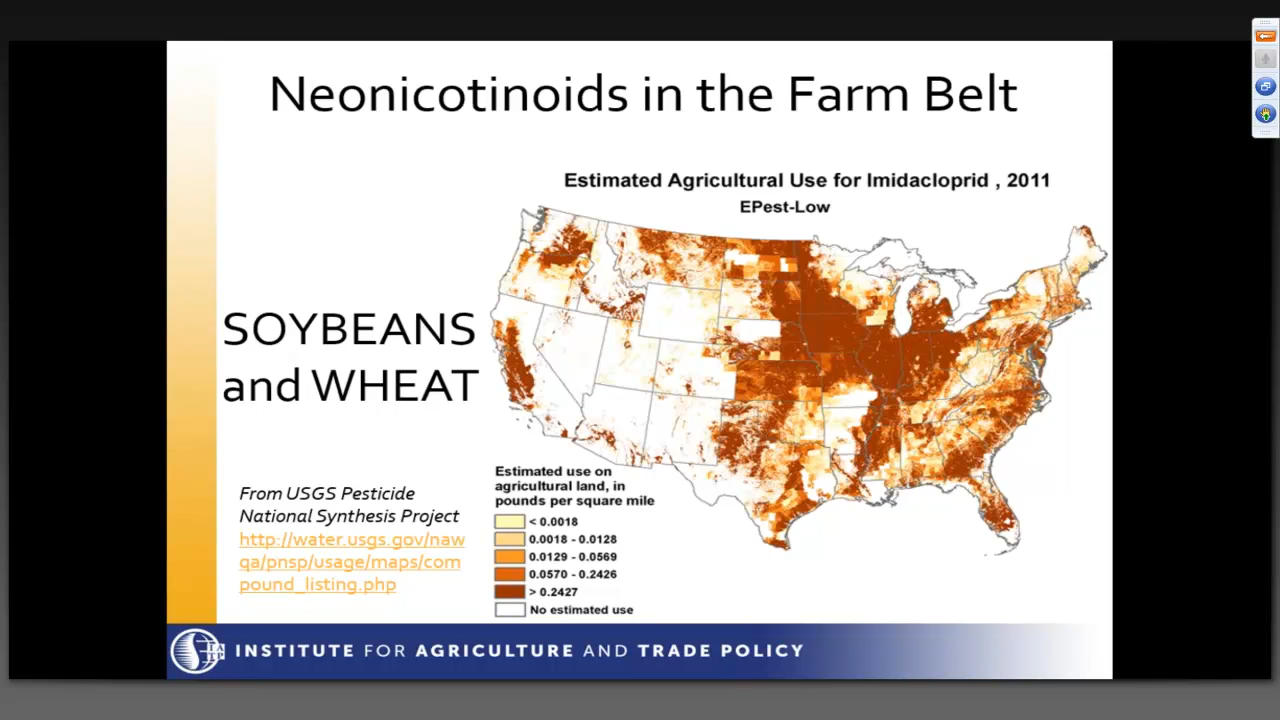 Neonicotinoids in the Farm Belt
Estimated Agricultural Use for Imidacloprid , 2011
EPest-Low
SOYBEANS
and WHEAT
From USGS Pesticide
National Synthesis Project
http://water.usgs.gov/naw
qa/pnsp/usage/maps/com
pound_listing.php
Estimated use on
agricultural land, in
pounds per square mile
< 0.0018
0.0018 - 0.0128
0.0129 - 0.0569
0.0570 - 0.2426
> 0.2427
No estimated use
INSTITUTE FOR AGRICULTURE AND TRADE POLICY